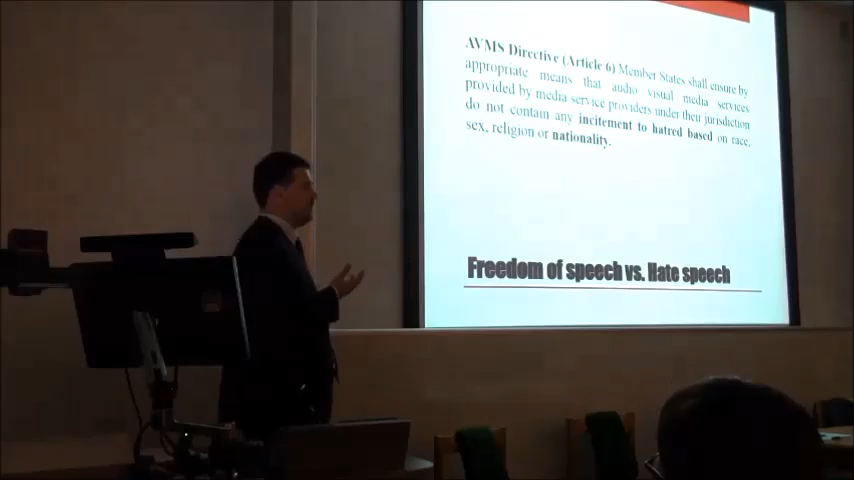 AVMS Directive (Article 6) Member States shall ensure by
appropriate means that audio visual media services
provided by media service providers under their jurisdiction
do not contain any incitement to hatred based on race,
sex, religion or nationality.
Freedom of speech vs. Hate speech